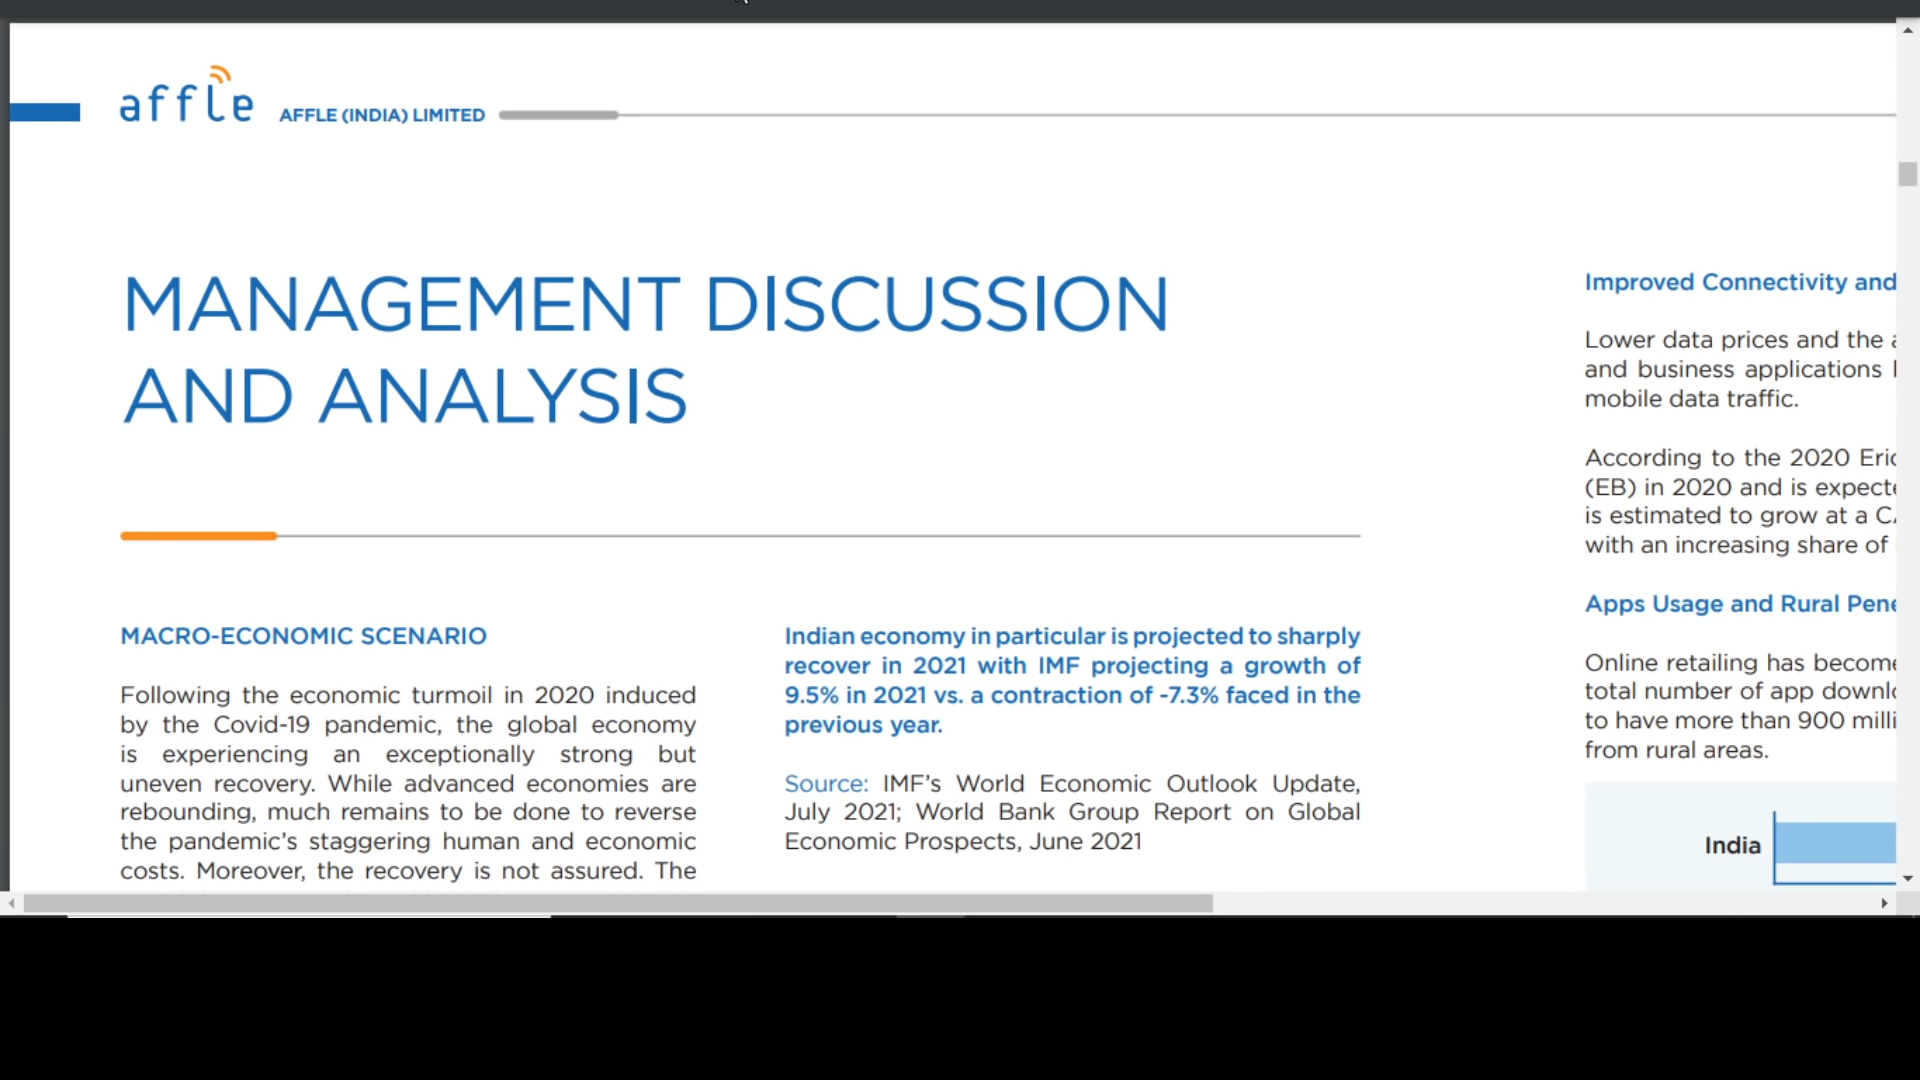 affle
AFFLE (INDIA) LIMITED
MANAGEMENT DISCUSSION
AND ANALYSIS
MACRO-ECONOMIC SCENARIO
Following the economic turmoil in 2020 induced
by the Covid-19 pandemic, the global economy
is experiencing an exceptionally strong but
uneven recovery. While advanced economies are
rebounding, much remains to be done to reverse
the pandemic's staggering human and economic
costs. Moreover, the recovery is not assured. The
Indian economy in particular is projected to sharply
recover in 2021 with IMF projecting a growth of
9.5% in 2021 vs. a contraction of -7.3% faced in the
previous year.
Source: IMF's World Economic Outlook Update,
July 2021; World Bank Group Report on Global
Economic Prospects, June 2021
Improved Connectivity and
Lower data prices and the
and business applications
mobile data traffic.
According to the 2020
(EB) in 2020 and is
is estimated to grow at a
with an increasing share of
Apps Usage and Rural
Online retailing has
total number of app
to have more than 900
from rural areas.
India